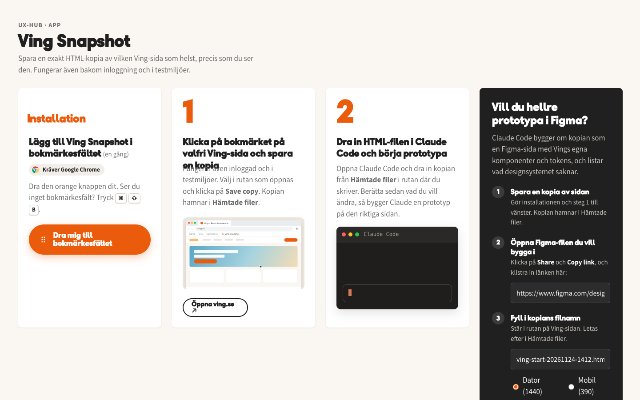 UX-HUB · APP
Ving Snapshot
Spara en exakt HTML-kopia av vilken Ving-sida som helst, precis som du ser
den. Fungerar även bakom inloggning och i testmiljöer.
Installation
Lägg till Ving Snapshot i
bokmärkesfältet (en gång)
Kräver Google Chrome
Dra den orange knappen dit. Ser du
inget bokmärksfält? Tryck ⌘ ⇧
B.
Dra mig till
bokmärkesfältet
1
Klicka på bokmärket på
valfri Ving-sida och spara
en kopia
även inloggad och i
testmiljöer. Välj i rutan som öppnas
och klicka på Save copy. Kopian
hamnar i Hämtade filer.
Öppna ving.se
↗
2
Dra in HTML-filen i Claude
Code och börja prototypa
Öppna Claude Code och dra in kopian
från Hämtade filer i rutan där du
skriver. Berätta sedan vad du vill
ändra, så bygger Claude en prototyp
på den riktiga sidan.
Claude Code
Vill du hellre
prototypa i Figma?
Claude Code bygger om kopian som
en Figma-sida med Vings egna
komponenter och tokens, och listar
vad designsystemet saknar.
1 Spara en kopia av sidan
Gör installationen och steg 1 till
vänster. Kopian hamnar i Hämtade
filer.
2 Öppna Figma-filen du vill
bygga i
Klicka på Share och Copy link, och
klistra in länken här:
https://www.figma.com/desig
3 Fyll i kopians filnamn
Står i rutan på Ving-sidan. Letas
efter i Hämtade filer.
ving-start-20261124-1412.htm
Dator
(1440)
Mobil
(390)